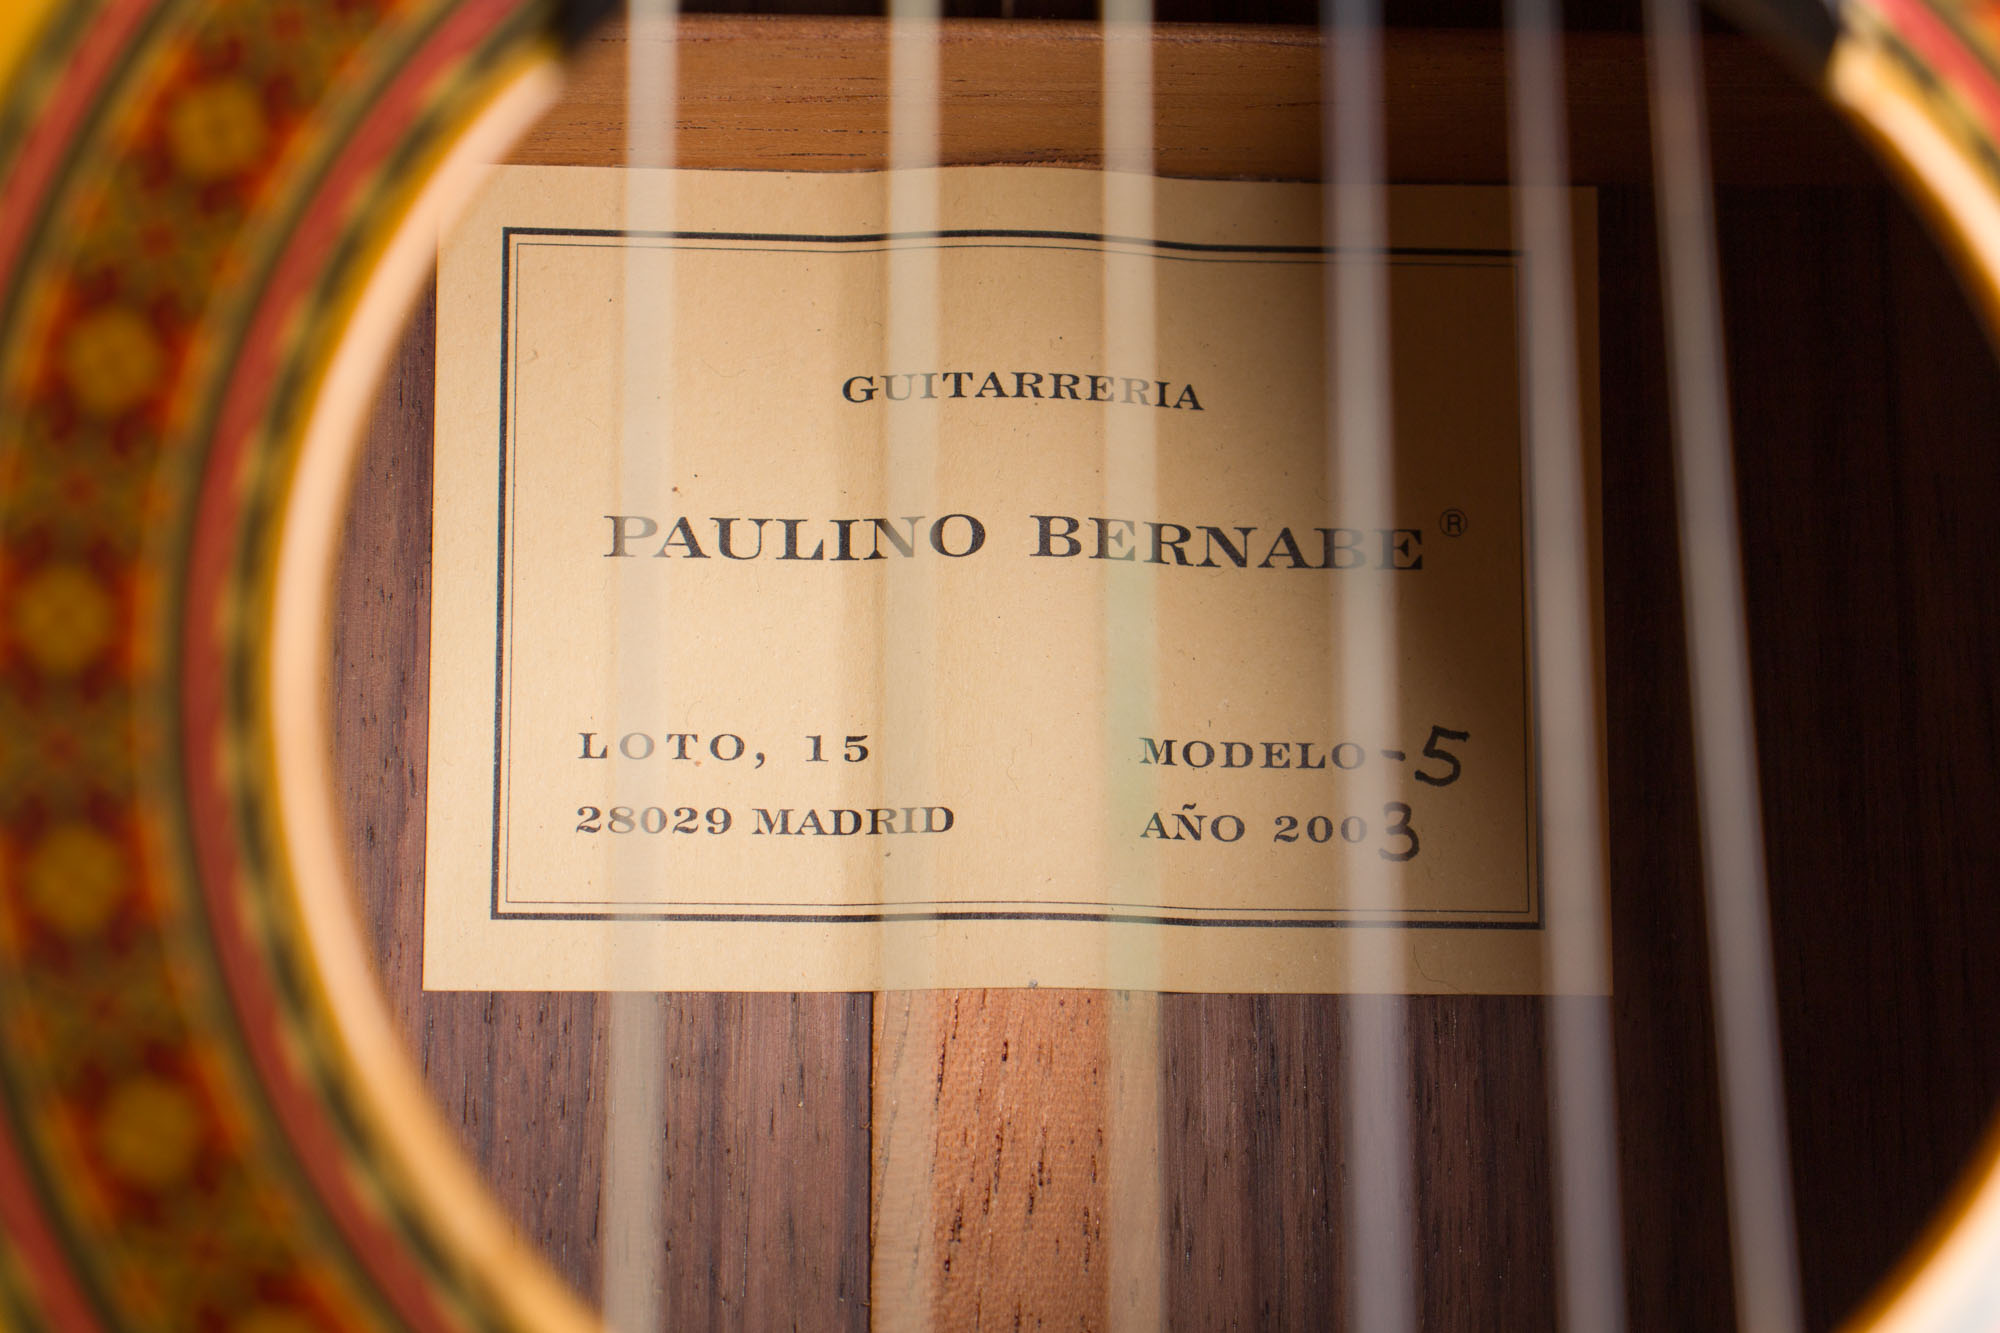 GUITARRERIA
PAULINO BERNABE ®
LOTO, 15
28029 MADRID
MODELO -5
AÑO 2003